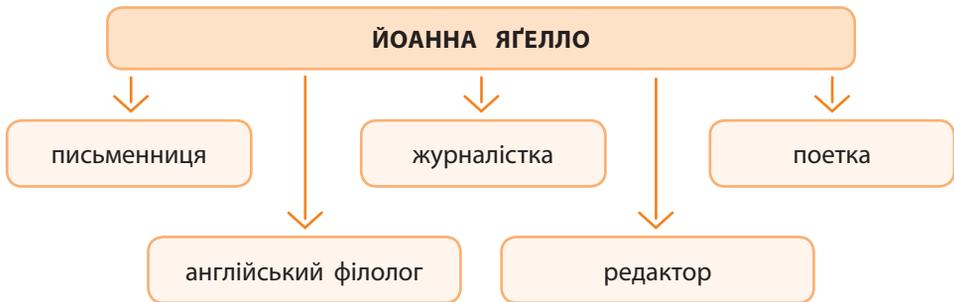 ЙОАННА ЯҐЕЛЛО
письменниця
журналістка
поетка
англійський філолог
редактор